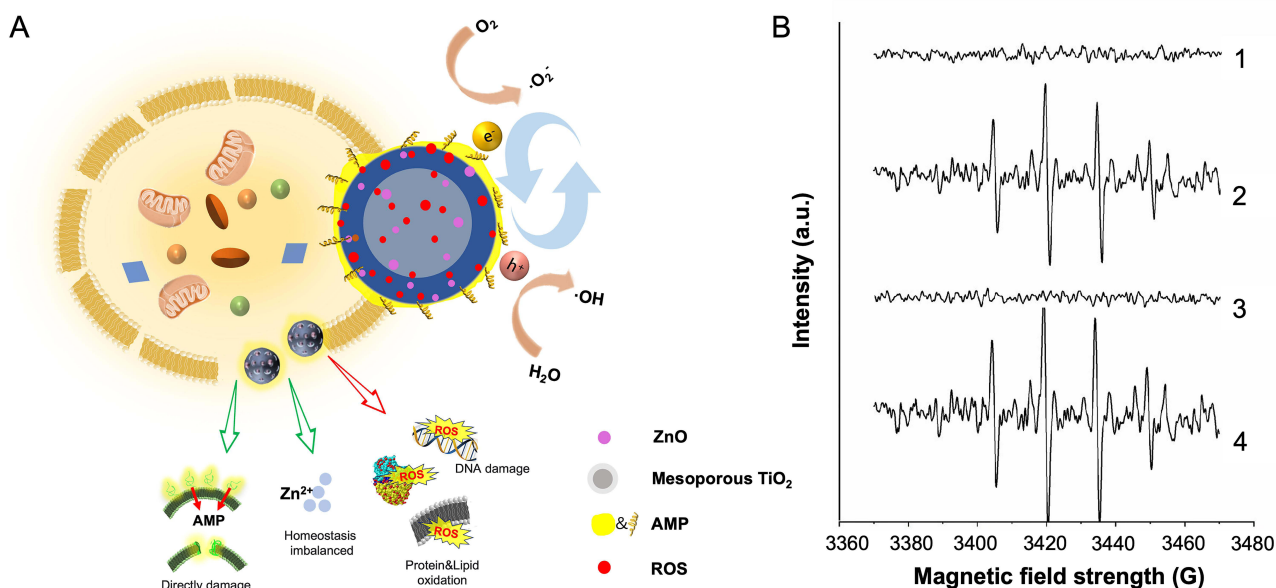 A
O2
·O2-
e-
h+
·OH
H2O
ROS
DNA damage
ROS
ROS
Protein&Lipid
oxidation
Zn2+
Homeostasis
imbalanced
AMP
Directly damage
ZnO
Mesoporous TiO2
& AMP
ROS
B
Intensity (a.u.)
1
2
3
4
3360 3380 3400 3420 3440 3460 3480
Magnetic field strength (G)